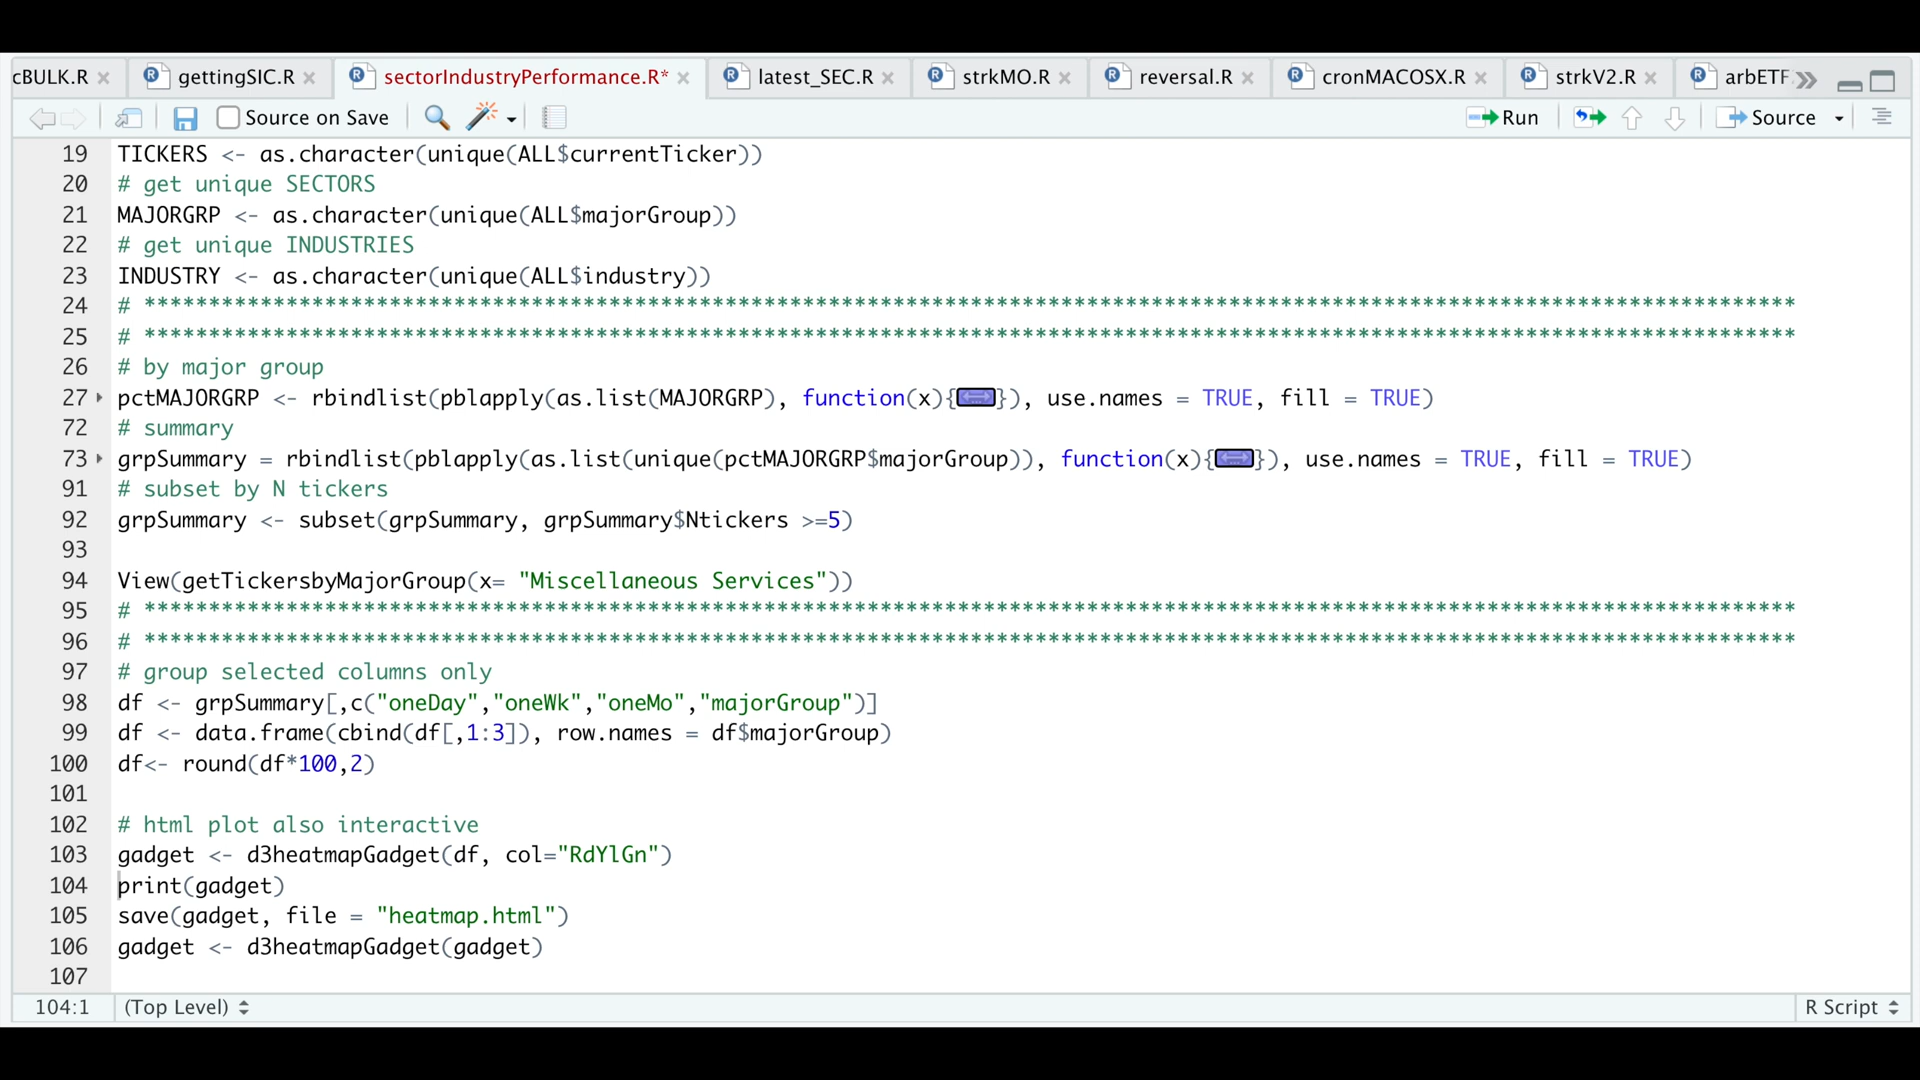 cBULK.R × gettingSIC.R × sectorIndustryPerformance.R* × latest_SEC.R × strkMO.R × reversal.R × cronMACOSX.R × strkV2.R × arbETF
Source on Save Run Source
19 TICKERS <- as.character(unique(ALL$currentTicker))
20 # get unique SECTORS
21 MAJORGRP <- as.character(unique(ALL$majorGroup))
22 # get unique INDUSTRIES
23 INDUSTRY <- as.character(unique(ALL$industry))
24 # ********************************************************************************************************************************
25 # ********************************************************************************************************************************
26 # by major group
27 pctMAJORGRP <- rbindlist(pblapply(as.list(MAJORGRP), function(x){}), use.names = TRUE, fill = TRUE)
72 # summary
73 grpSummary = rbindlist(pblapply(as.list(unique(pctMAJORGRP$majorGroup)), function(x){}), use.names = TRUE, fill = TRUE)
91 # subset by N tickers
92 grpSummary <- subset(grpSummary, grpSummary$Ntickers >=5)
93
94 View(getTickersbyMajorGroup(x= "Miscellaneous Services"))
95 # ********************************************************************************************************************************
96 # ********************************************************************************************************************************
97 # group selected columns only
98 df <- grpSummary[,c("oneDay","oneWk","oneMo","majorGroup")]
99 df <- data.frame(cbind(df[,1:3]), row.names = df$majorGroup)
100 df<- round(df*100,2)
101
102 # html plot also interactive
103 gadget <- d3heatmapGadget(df, col="RdYlGn")
104 print(gadget)
105 save(gadget, file = "heatmap.html")
106 gadget <- d3heatmapGadget(gadget)
107
104:1 (Top Level) R Script